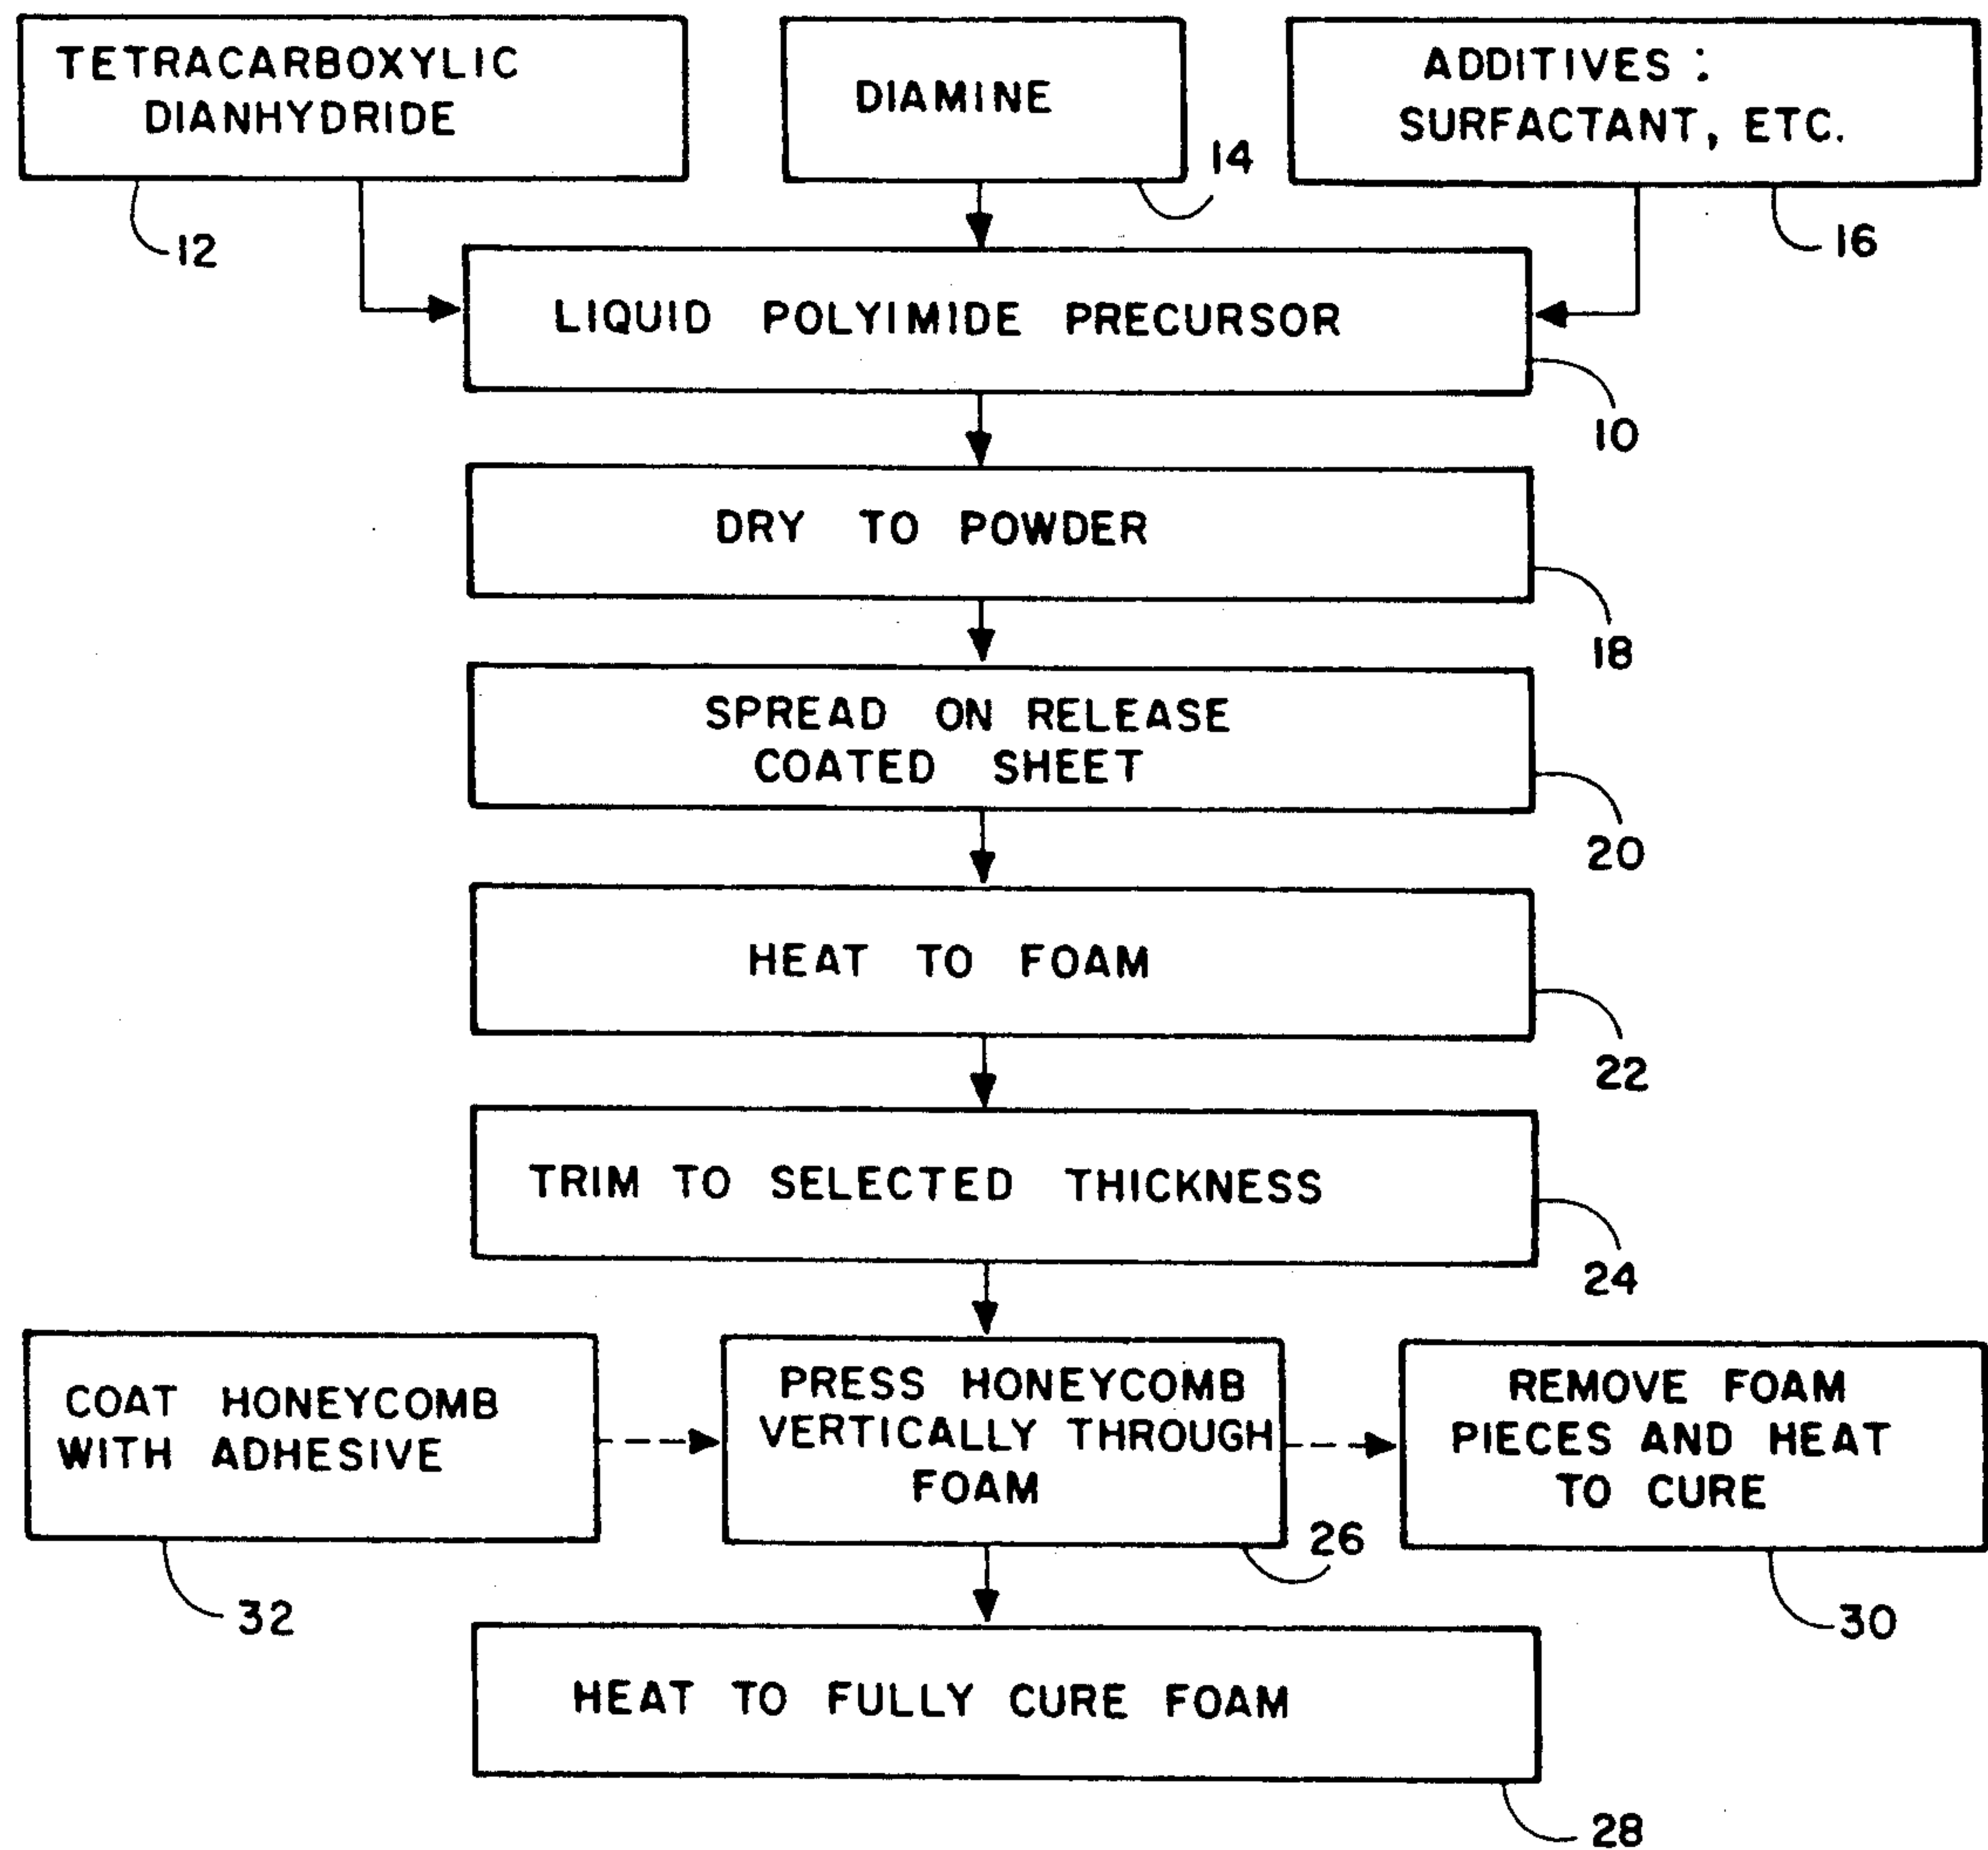 TETRACARBOXYLIC
DIANHYDRIDE
12
DIAMINE
14
ADDITIVES :
SURFACTANT, ETC.
16
LIQUID POLYIMIDE PRECURSOR
10
DRY TO POWDER
18
SPREAD ON RELEASE
COATED SHEET
20
HEAT TO FOAM
22
TRIM TO SELECTED THICKNESS
24
COAT HONEYCOMB
WITH ADHESIVE
32
PRESS HONEYCOMB
VERTICALLY THROUGH
FOAM
26
REMOVE FOAM
PIECES AND HEAT
TO CURE
30
HEAT TO FULLY CURE FOAM
28